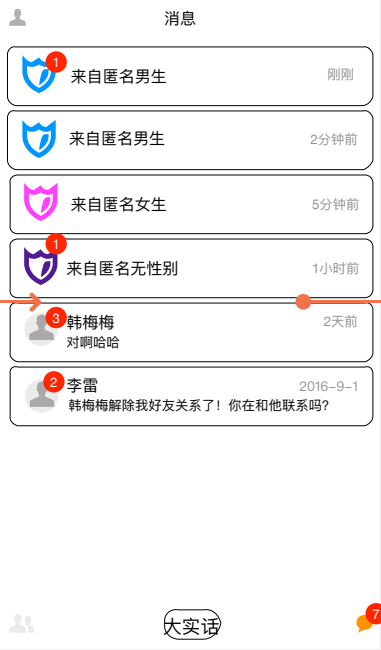 消息
1
来自匿名男生
刚刚
来自匿名男生
2分钟前
来自匿名女生
5分钟前
1
来自匿名无性别
1小时前
3
韩梅梅
2天前
对啊哈哈
2
李雷
2016-9-1
韩梅梅解除我好友关系了！你在和他联系吗?
大实话
7